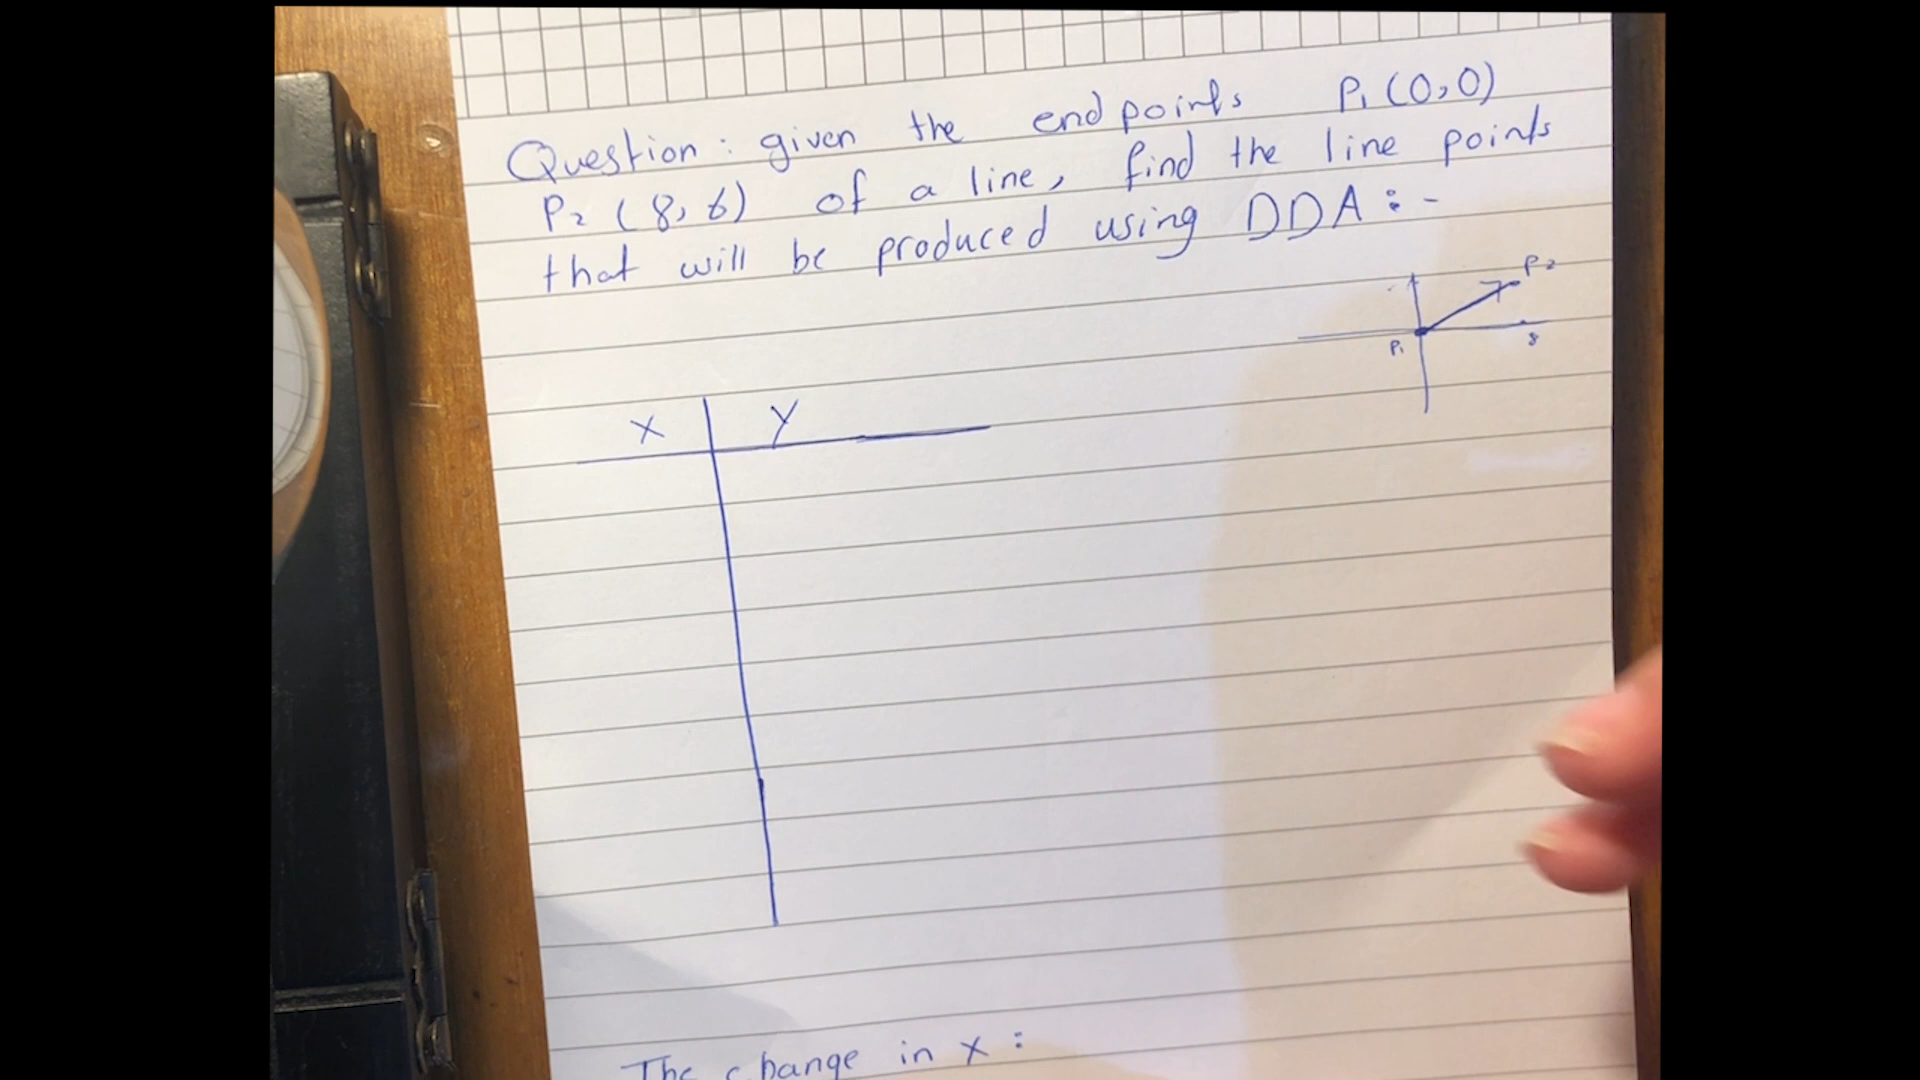 Question: given the end points P1 (0,0)
P2 (8,6) of a line, find the line points
that will be produced using DDA:-
P2
P1
8
X Y
The change in X: